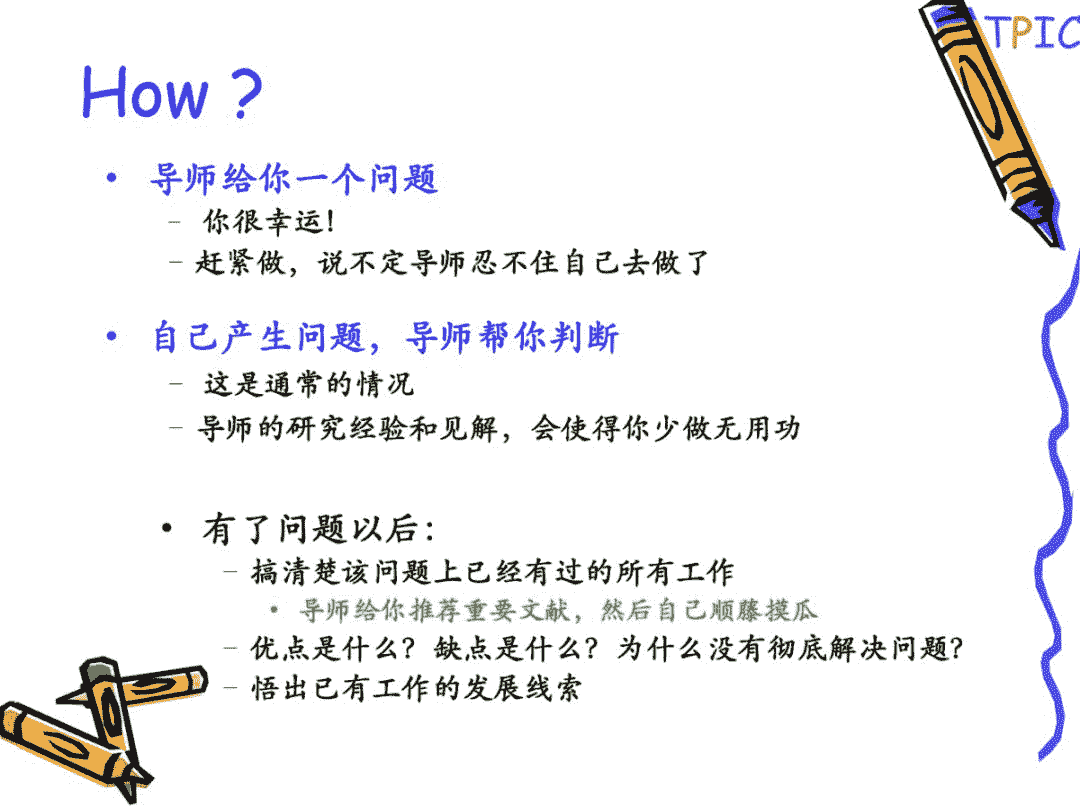 TPIC
How?
• 导师给你一个问题
– 你很幸运!
– 赶紧做，说不定导师忍不住自己去做了
• 自己产生问题，导师帮你判断
– 这是通常的情况
– 导师的研究经验和见解，会使得你少做无用功
• 有了问题以后：
– 搞清楚该问题上已经有过的所有工作
• 导师给你推荐重要文献，然后自己顺藤摸瓜
– 优点是什么？缺点是什么？为什么没有彻底解决问题？
– 悟出已有工作的发展线索